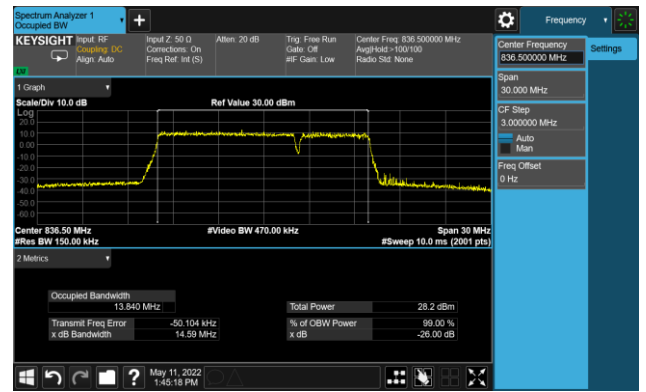 Spectrum Analyzer 1
Occupied BW
Frequency
KEYSIGHT
Input: RF
Coupling: DC
Align: Auto
Input Z: 50 Ω
Corrections: On
Freq Ref: Int (S)
Atten: 20 dB
Trig: Free Run
Gate: Off
#IF Gain: Low
Center Freq: 836.500000 MHz
Avg|Hold:>100/100
Radio Std: None
Center Frequency
836.500000 MHz
Settings
Span
30.000 MHz
CF Step
3.000000 MHz
Auto
Man
Freq Offset
0 Hz
1 Graph
Scale/Div 10.0 dB
Ref Value 30.00 dBm
Log
20.0
10.0
0.00
-10.0
-20.0
-30.0
-40.0
-50.0
-60.0
Center 836.50 MHz
#Video BW 470.00 kHz
Span 30 MHz
#Res BW 150.00 kHz
#Sweep 10.0 ms (2001 pts)
2 Metrics
Occupied Bandwidth
13.840 MHz
Total Power
28.2 dBm
Transmit Freq Error
-50.104 kHz
% of OBW Power
99.00 %
x dB Bandwidth
14.59 MHz
x dB
-26.00 dB
?
May 11, 2022
1:45:18 PM